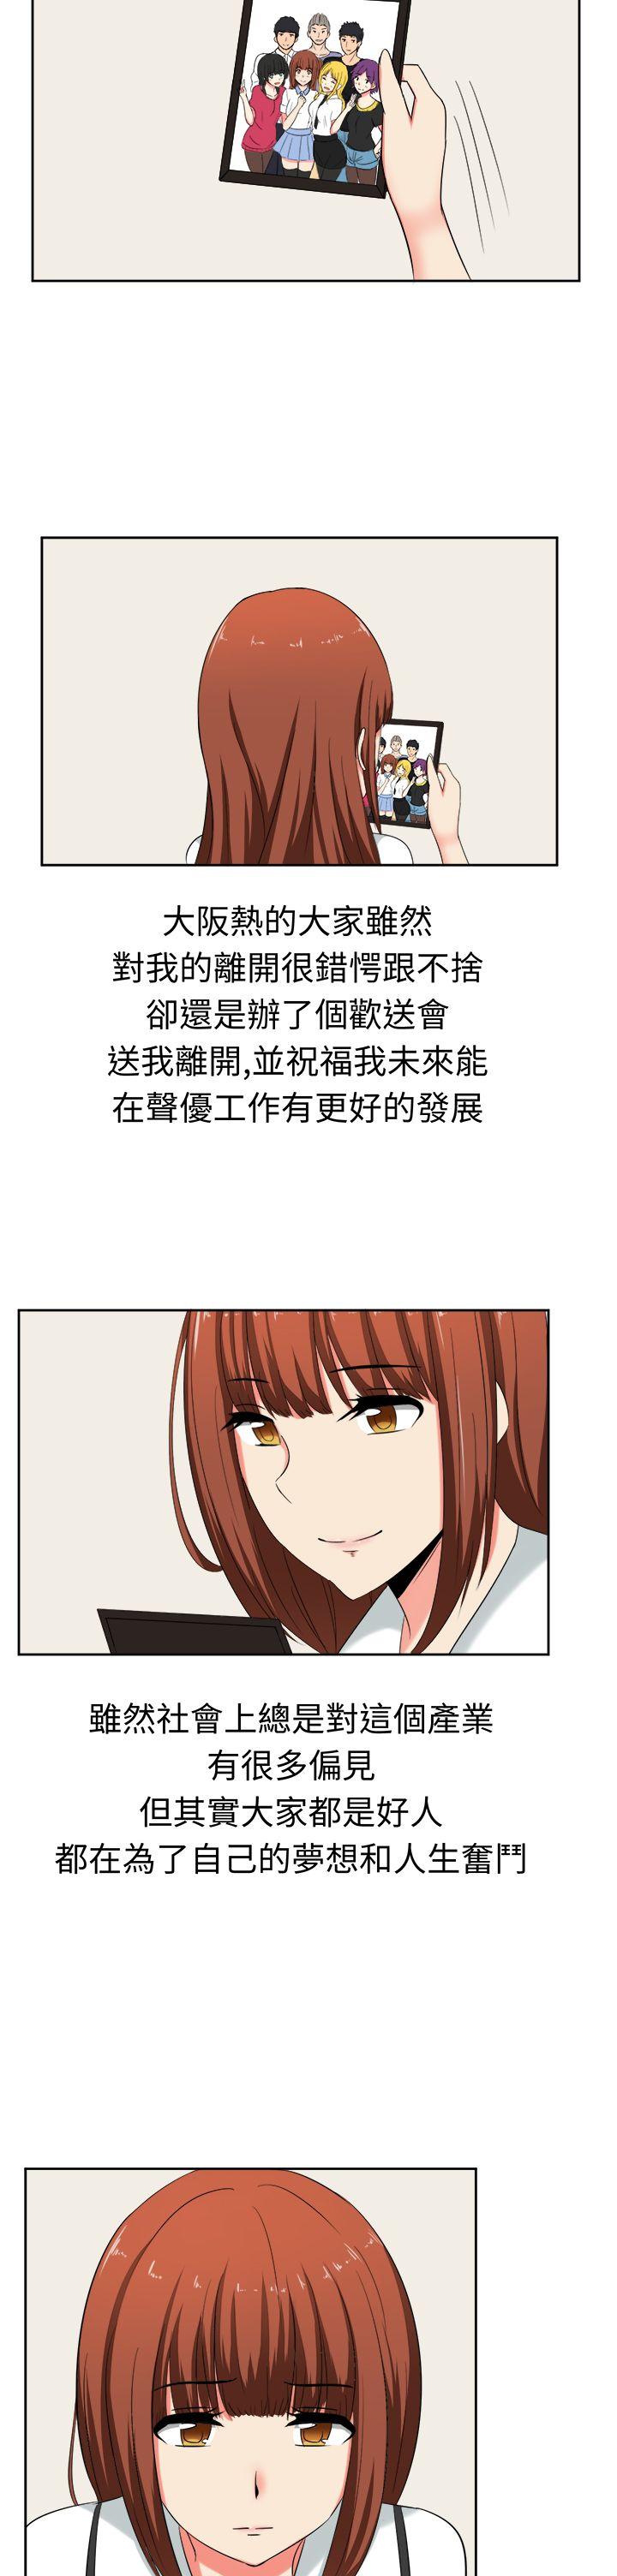 大阪熱的大家雖然
對我的離開很錯愕跟不捨
卻還是辦了個歡送會
送我離開,並祝福我未來能
在聲優工作有更好的發展
雖然社會上總是對這個產業
有很多偏見
但其實大家都是好人
都在為了自己的夢想和人生奮鬥